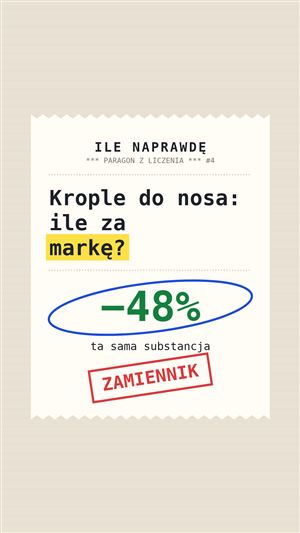 ILE NAPRAWDĘ
*** PARAGON Z LICZENIA *** #4
Krople do nosa:
ile za
markę?
−48%
ta sama substancja
ZAMIENNIK